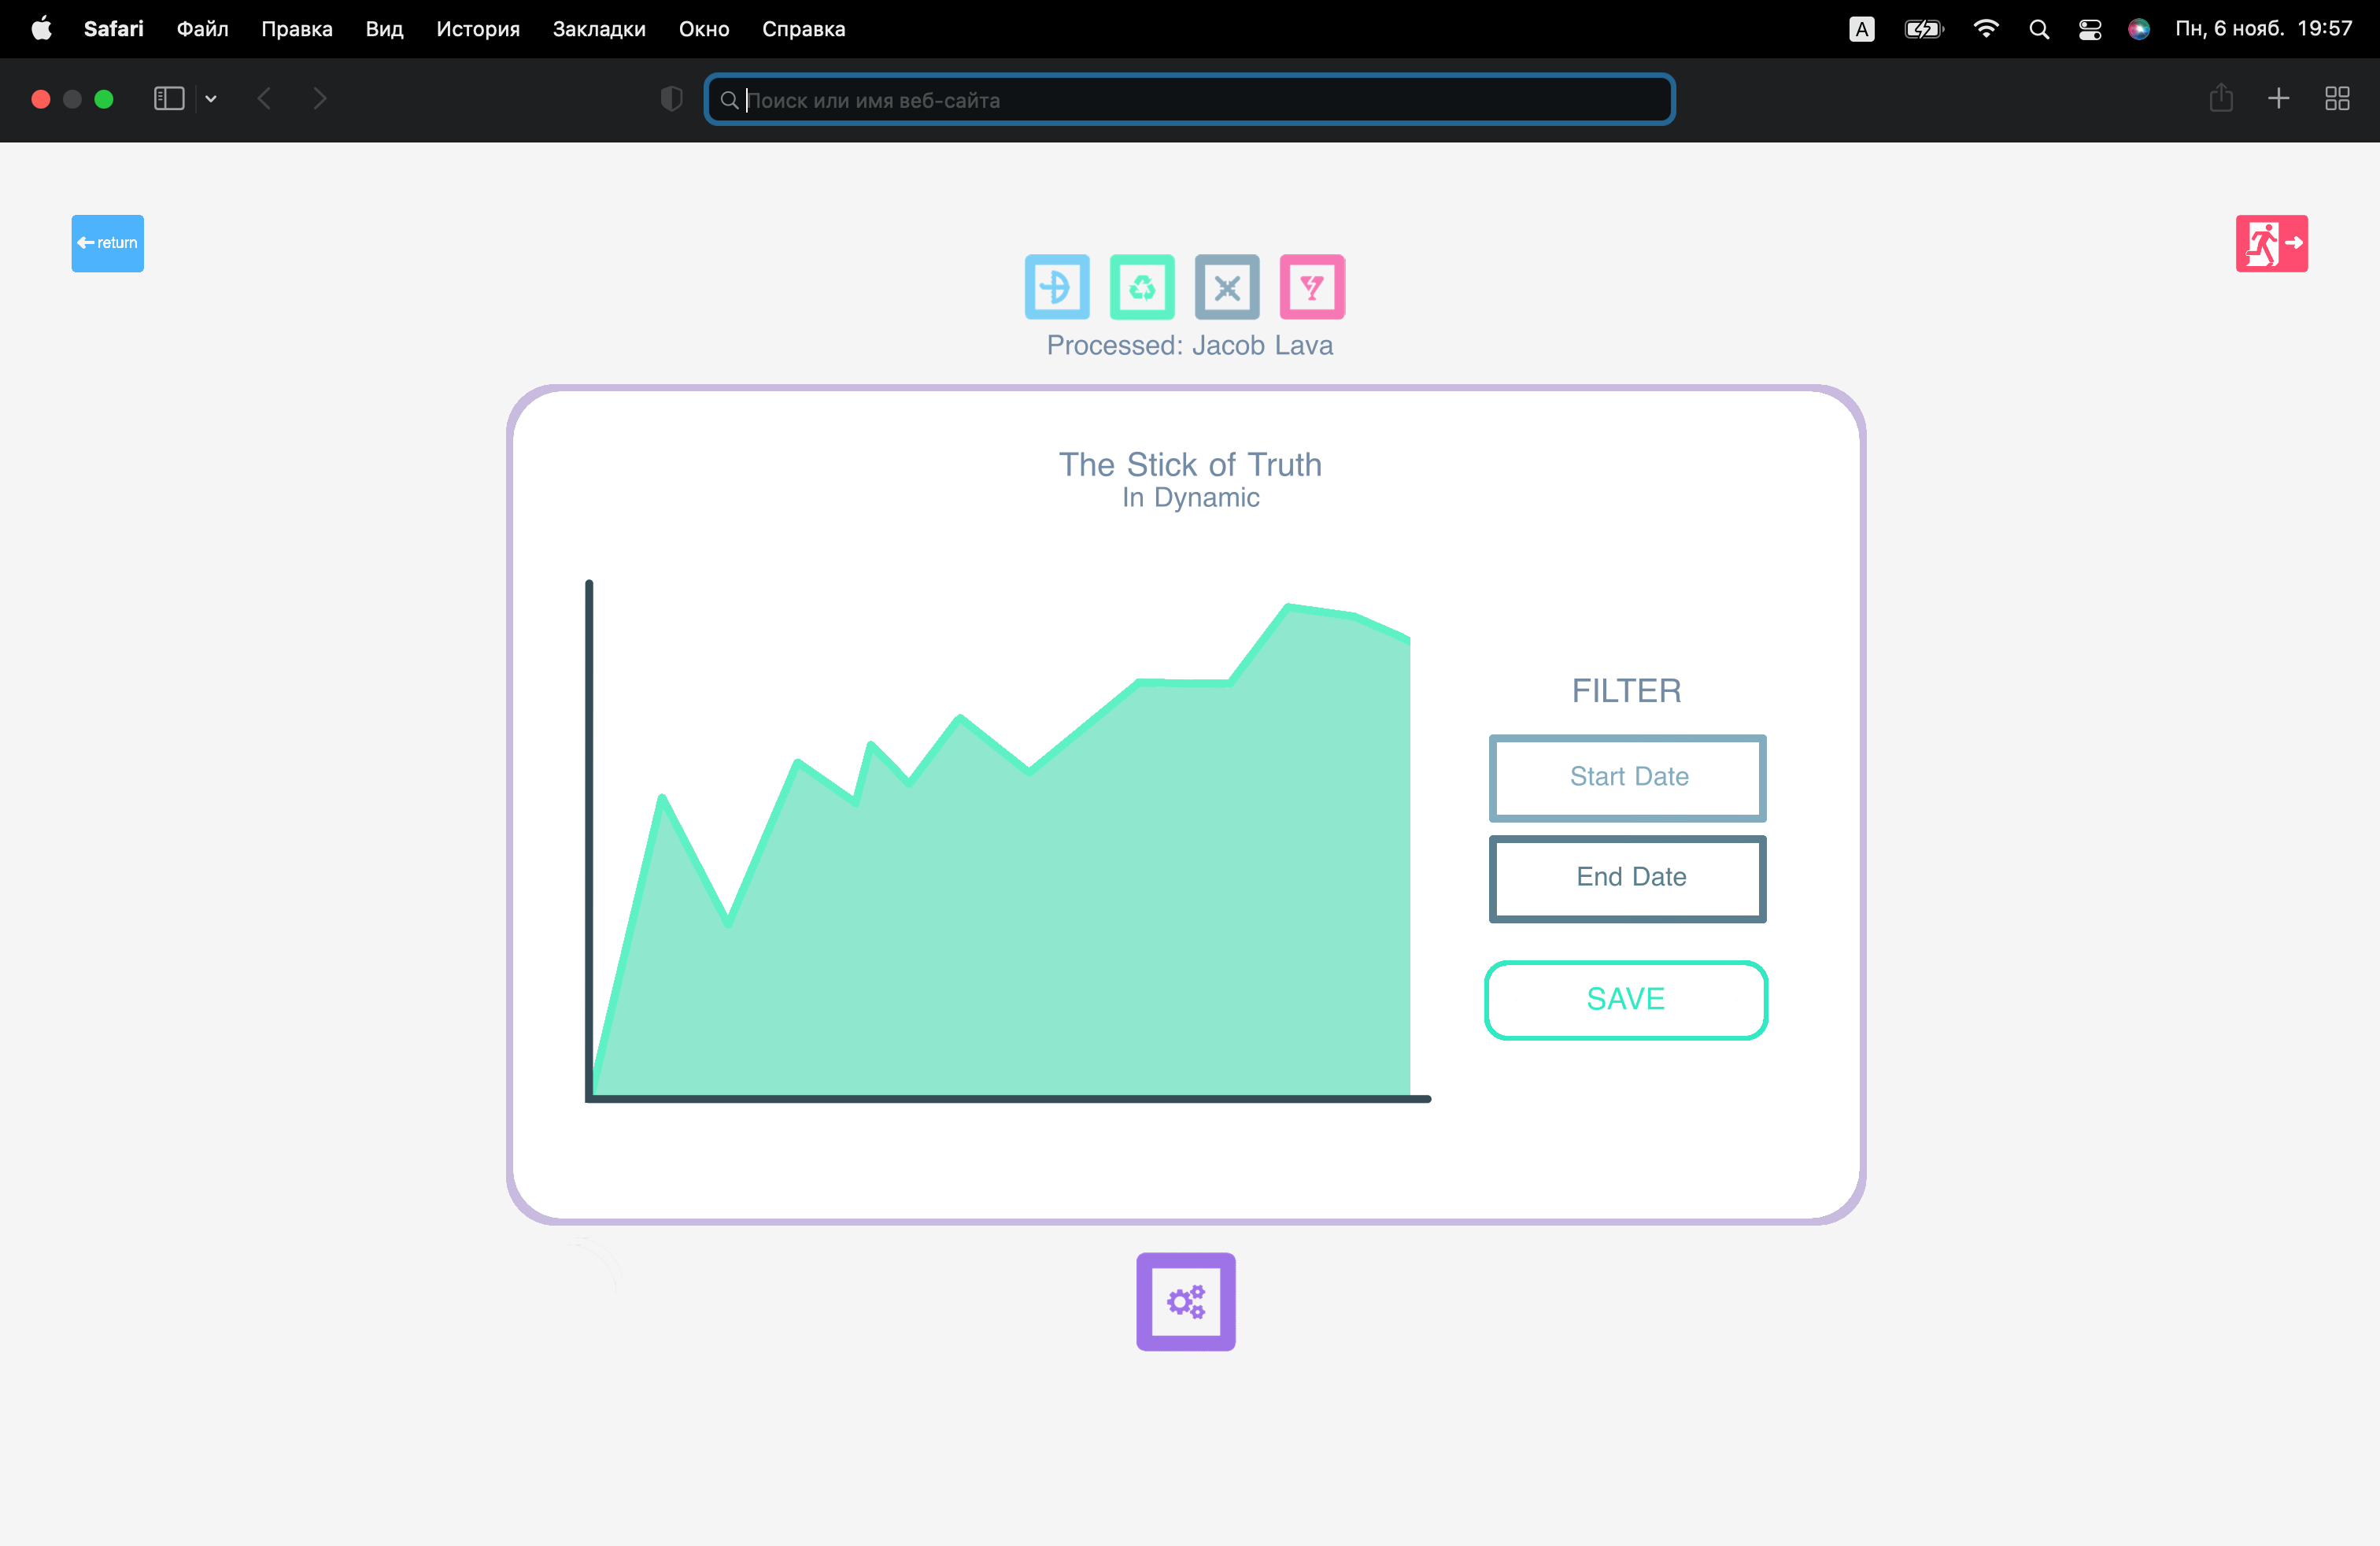 Safari Файл Правка Вид История Закладки Окно Справка A Пн, 6 нояб. 19:57
Поиск или имя веб-сайта
return
Processed: Jacob Lava
The Stick of Truth
In Dynamic
FILTER
Start Date
End Date
SAVE